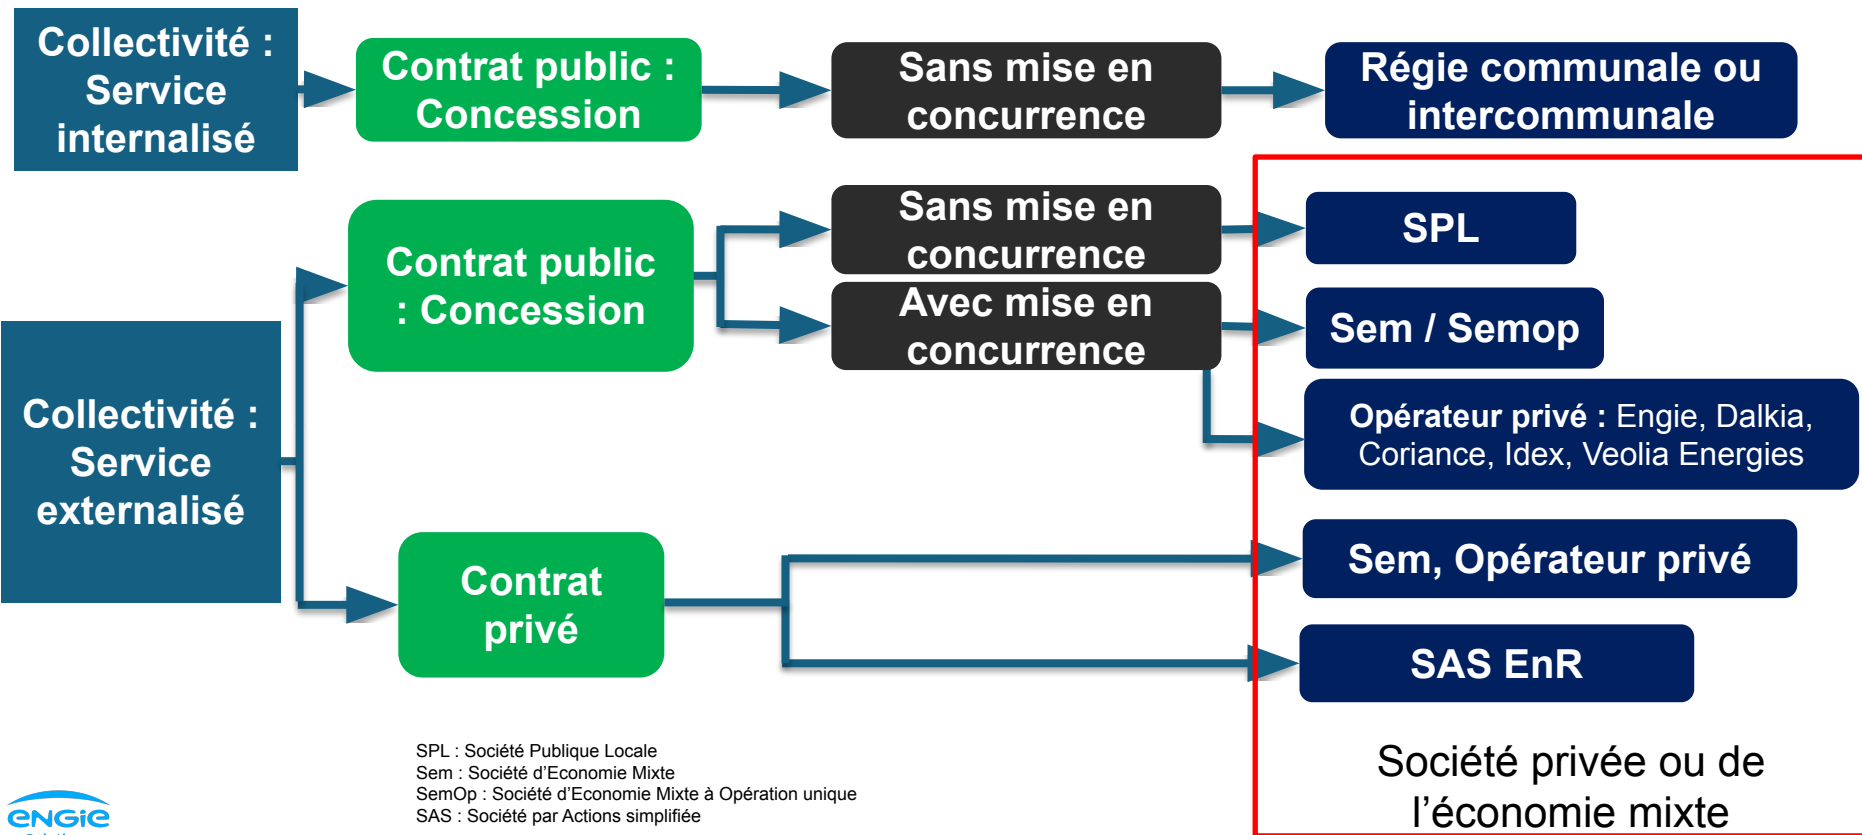 Collectivité :
Service
internalisé
Contrat public :
Concession
Sans mise en
concurrence
Régie communale ou
intercommunale
Collectivité :
Service
externalisé
Contrat public
: Concession
Sans mise en
concurrence
SPL
Avec mise en
concurrence
Sem / Semop
Opérateur privé : Engie, Dalkia,
Coriance, Idex, Veolia Energies
Contrat
privé
Sem, Opérateur privé
SAS EnR
Société privée ou de
l’économie mixte
SPL : Société Publique Locale
Sem : Société d’Economie Mixte
SemOp : Société d’Economie Mixte à Opération unique
SAS : Société par Actions simplifiée
ENGIE